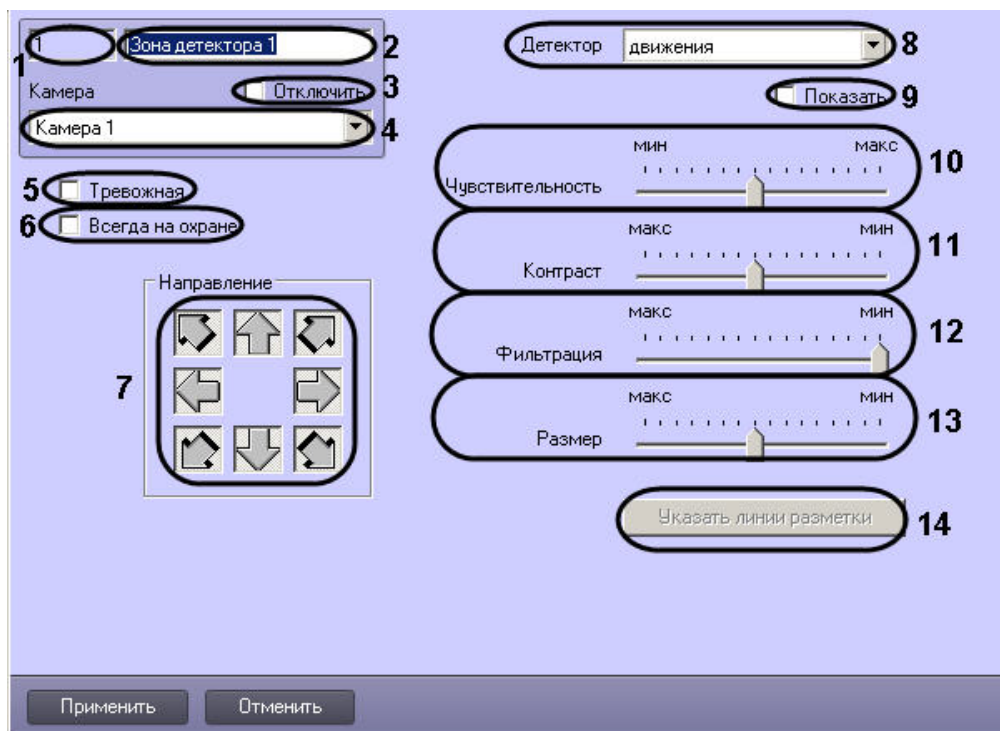 1 Зона детектора 1 2
1
Камера Отключить 3
Камера 1 4
5 Тревожная
6 Всегда на охране
Направление
7
Детектор движения 8
Показать 9
мин макс 10
Чувствительность
макс мин 11
Контраст
макс мин 12
Фильтрация
макс мин 13
Размер
Указать линии разметки 14
Применить Отменить